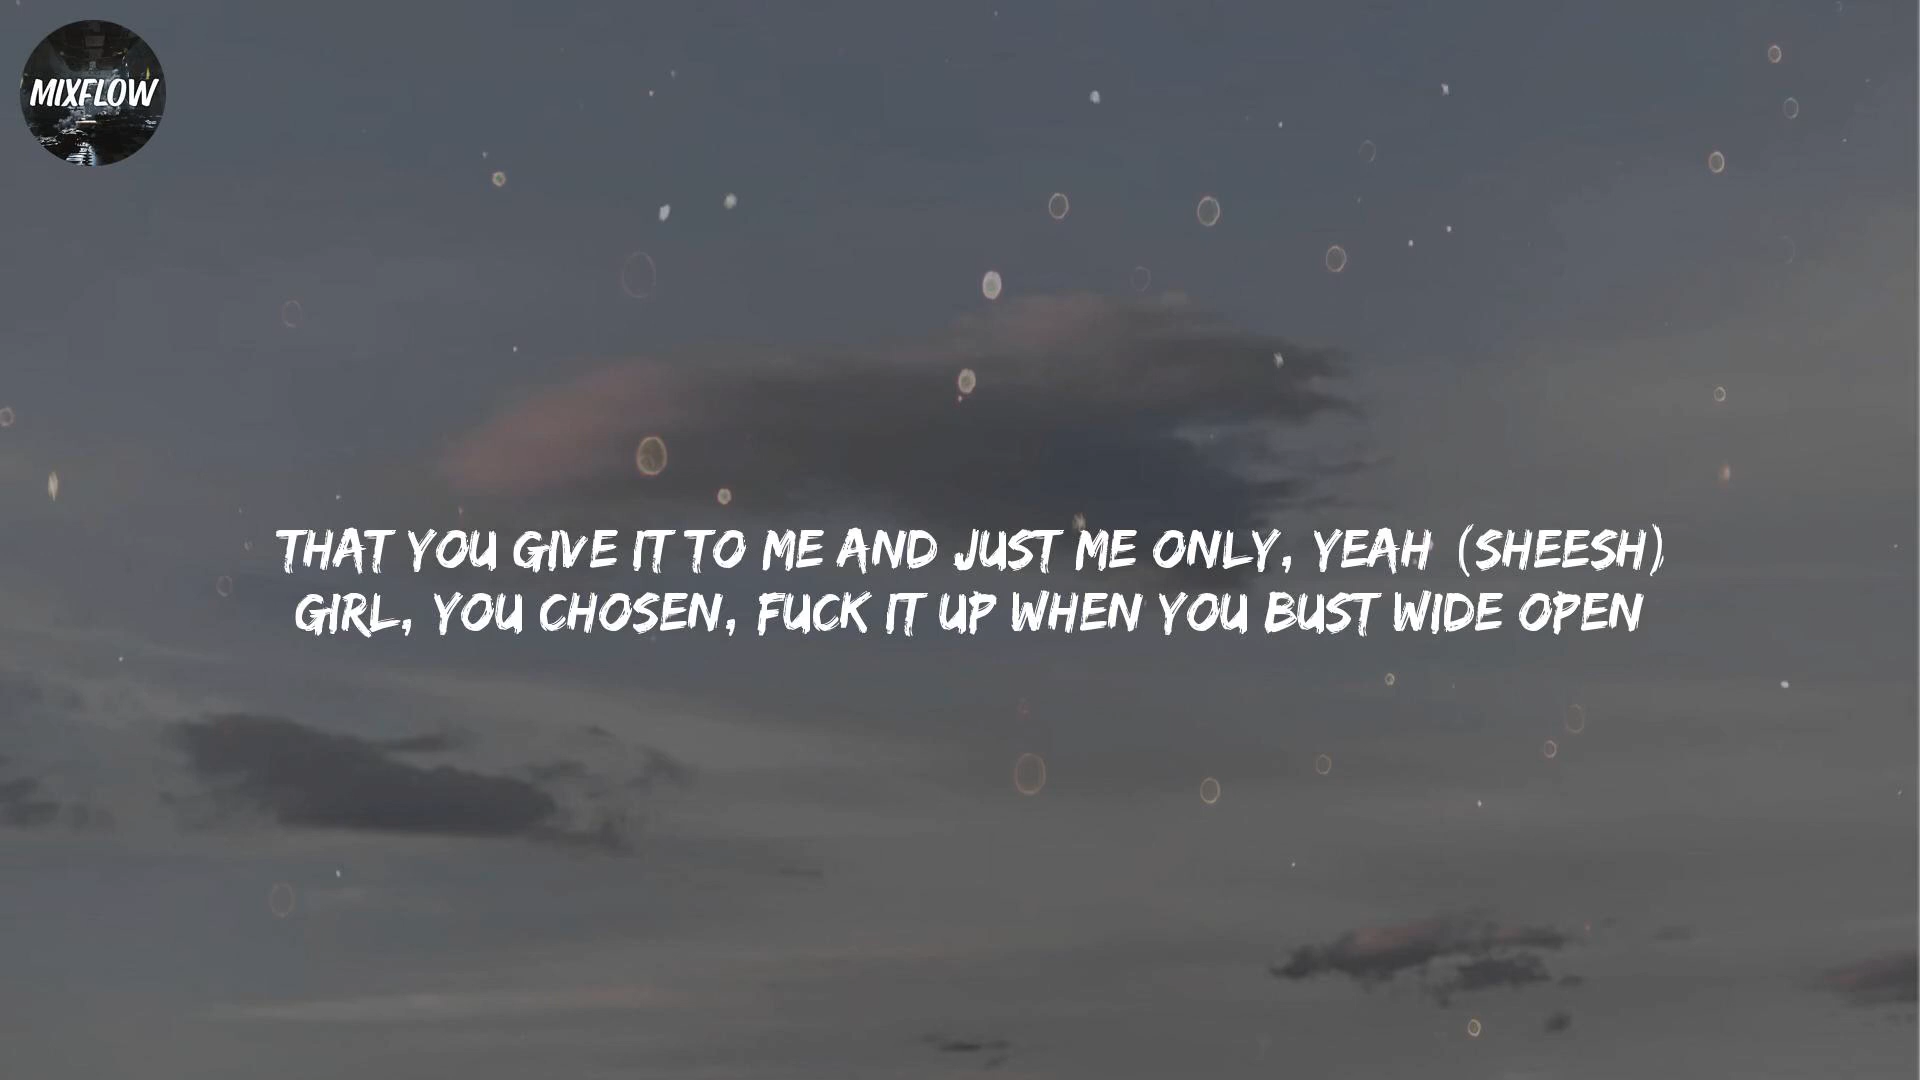 MIXFLOW
THAT YOU GIVE IT TO ME AND JUST ME ONLY, YEAH (SHEESH)
GIRL, YOU CHOSEN, FUCK IT UP WHEN YOU BUST WIDE OPEN